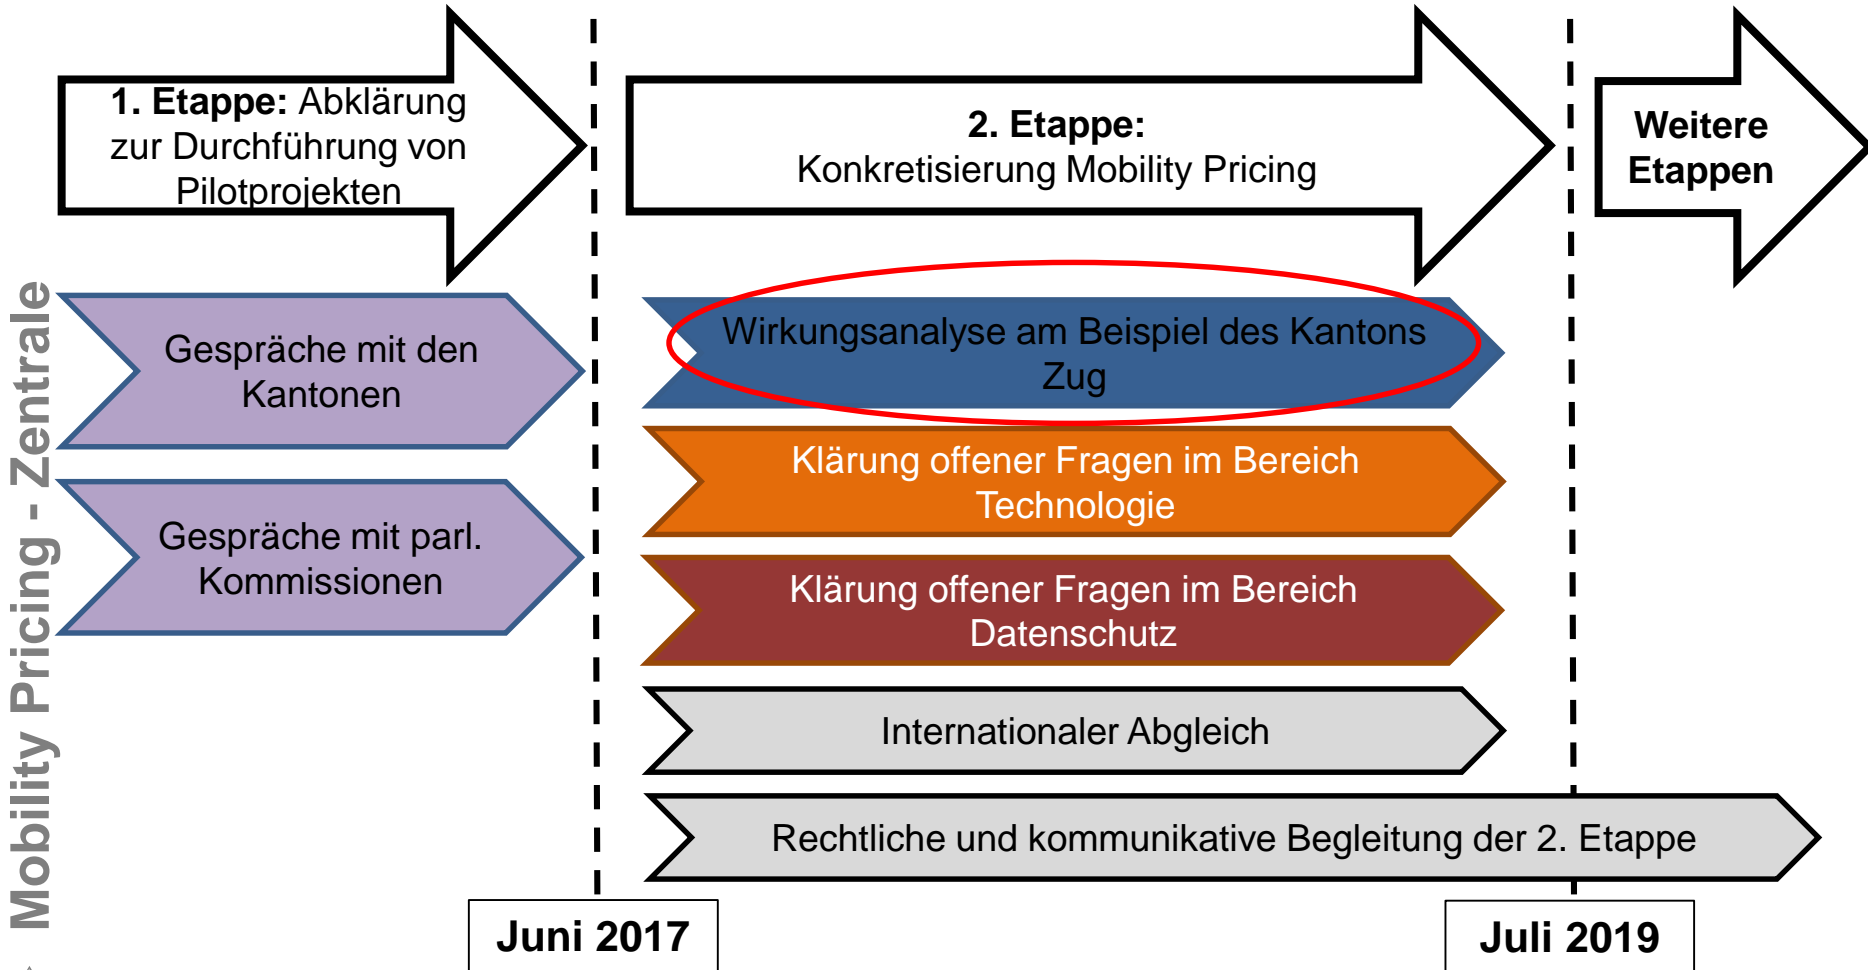 1. Etappe: Abklärung
zur Durchführung von
Pilotprojekten
2. Etappe:
Konkretisierung Mobility Pricing
Weitere
Etappen
Mobility Pricing - Zentrale
Gespräche mit den
Kantonen
Gespräche mit parl.
Kommissionen
Wirkungsanalyse am Beispiel des Kantons
Zug
Klärung offener Fragen im Bereich
Technologie
Klärung offener Fragen im Bereich
Datenschutz
Internationaler Abgleich
Rechtliche und kommunikative Begleitung der 2. Etappe
Juni 2017
Juli 2019